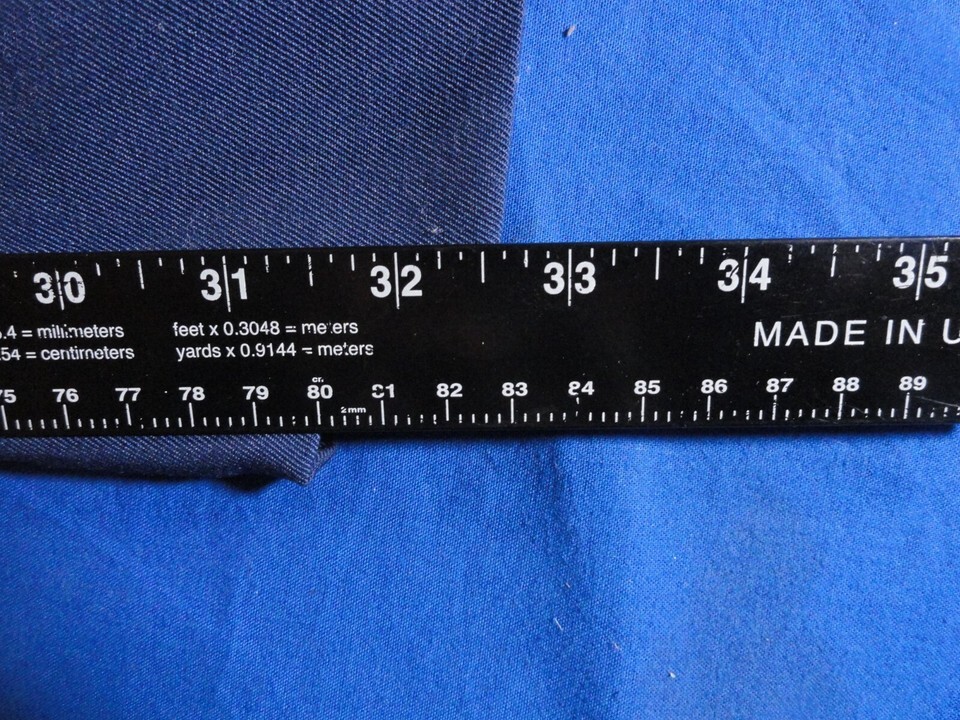 30 31 32 33 34 35
.4 = millimeters feet x 0.3048 = meters
54 = centimeters yards x 0.9144 = meters
MADE IN U
75 76 77 78 79 80 81 82 83 84 85 86 87 88 89
2mm